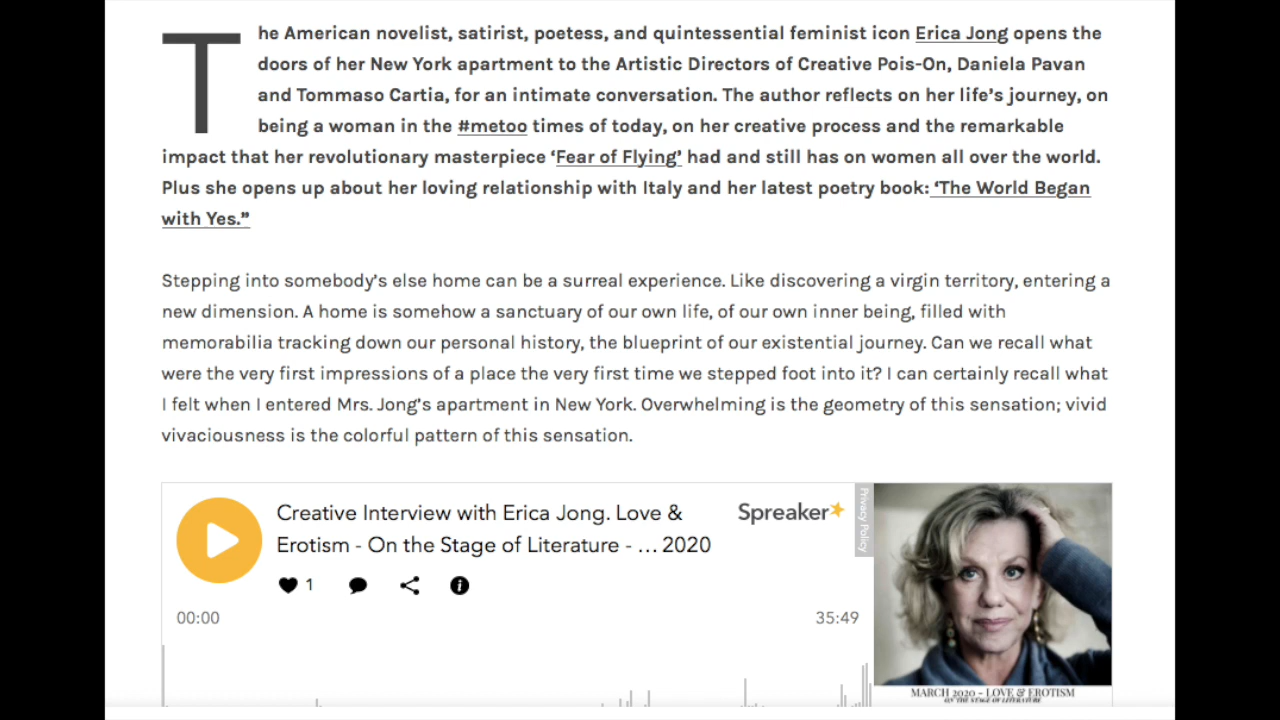 The American novelist, satirist, poetess, and quintessential feminist icon Erica Jong opens the
doors of her New York apartment to the Artistic Directors of Creative Pois-On, Daniela Pavan
and Tommaso Cartia, for an intimate conversation. The author reflects on her life’s journey, on
being a woman in the #metoo times of today, on her creative process and the remarkable
impact that her revolutionary masterpiece ‘Fear of Flying’ had and still has on women all over the world.
Plus she opens up about her loving relationship with Italy and her latest poetry book: ‘The World Began
with Yes.”
Stepping into somebody’s else home can be a surreal experience. Like discovering a virgin territory, entering a
new dimension. A home is somehow a sanctuary of our own life, of our own inner being, filled with
memorabilia tracking down our personal history, the blueprint of our existential journey. Can we recall what
were the very first impressions of a place the very first time we stepped foot into it? I can certainly recall what
I felt when I entered Mrs. Jong’s apartment in New York. Overwhelming is the geometry of this sensation; vivid
vivaciousness is the colorful pattern of this sensation.
Creative Interview with Erica Jong. Love &
Erotism - On the Stage of Literature - ... 2020
Spreaker
Privacy Policy
1
00:00
35:49
MARCH 2020 - LOVE & EROTISM
ON THE STAGE OF LITERATURE